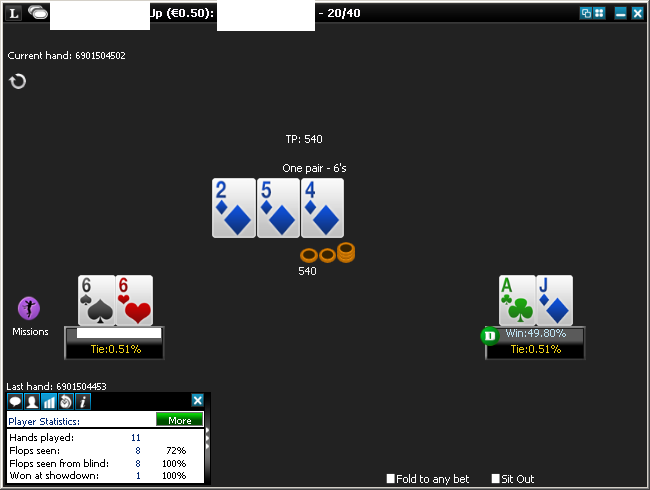 L Up (€0.50): - 20/40
Current hand: 6901504502
TP: 540
One pair - 6's
2 5 4
540
6 6
A J
Missions
D Win:49.80%
Tie:0.51%
Tie:0.51%
Last hand: 6901504453
i
Player Statistics:
More
Hands played: 11
Flops seen: 8 72%
Flops seen from blind: 8 100%
Won at showdown: 1 100%
Fold to any bet
Sit Out